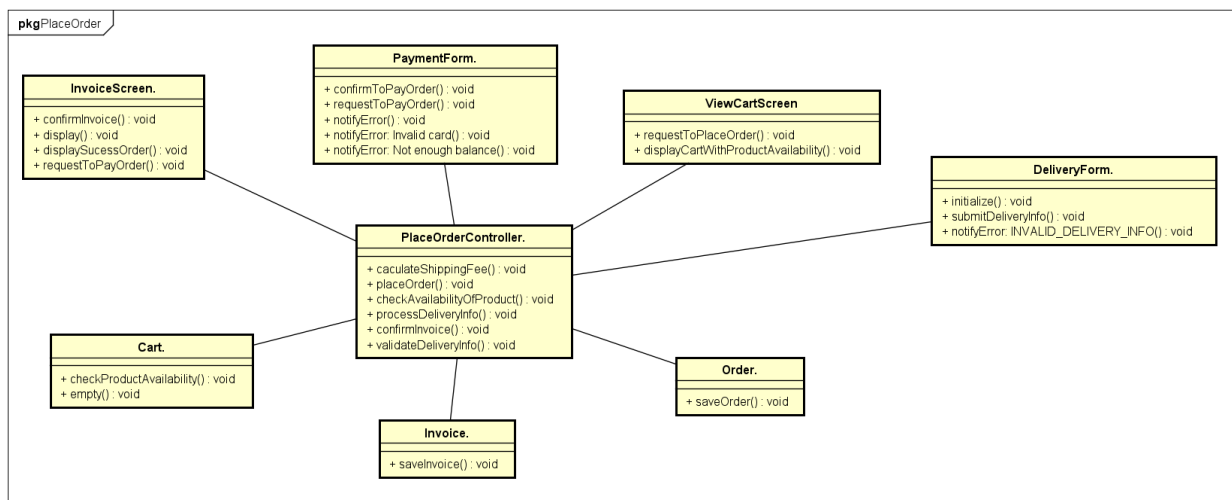 pkg PlaceOrder
InvoiceScreen.
+ confirmInvoice() : void
+ display() : void
+ displaySucessOrder() : void
+ requestToPayOrder() : void
PaymentForm.
+ confirmToPayOrder() : void
+ requestToPayOrder() : void
+ notifyError() : void
+ notifyError: Invalid card() : void
+ notifyError: Not enough balance() : void
ViewCartScreen
+ requestToPlaceOrder() : void
+ displayCartWithProductAvailability() : void
DeliveryForm.
+ initialize() : void
+ submitDeliveryInfo() : void
+ notifyError: INVALID_DELIVERY_INFO() : void
PlaceOrderController.
+ caculateShippingFee() : void
+ placeOrder() : void
+ checkAvailabilityOfProduct() : void
+ processDeliveryInfo() : void
+ confirmInvoice() : void
+ validateDeliveryInfo() : void
Cart.
+ checkProductAvailability() : void
+ empty() : void
Order.
+ saveOrder() : void
Invoice.
+ saveInvoice() : void